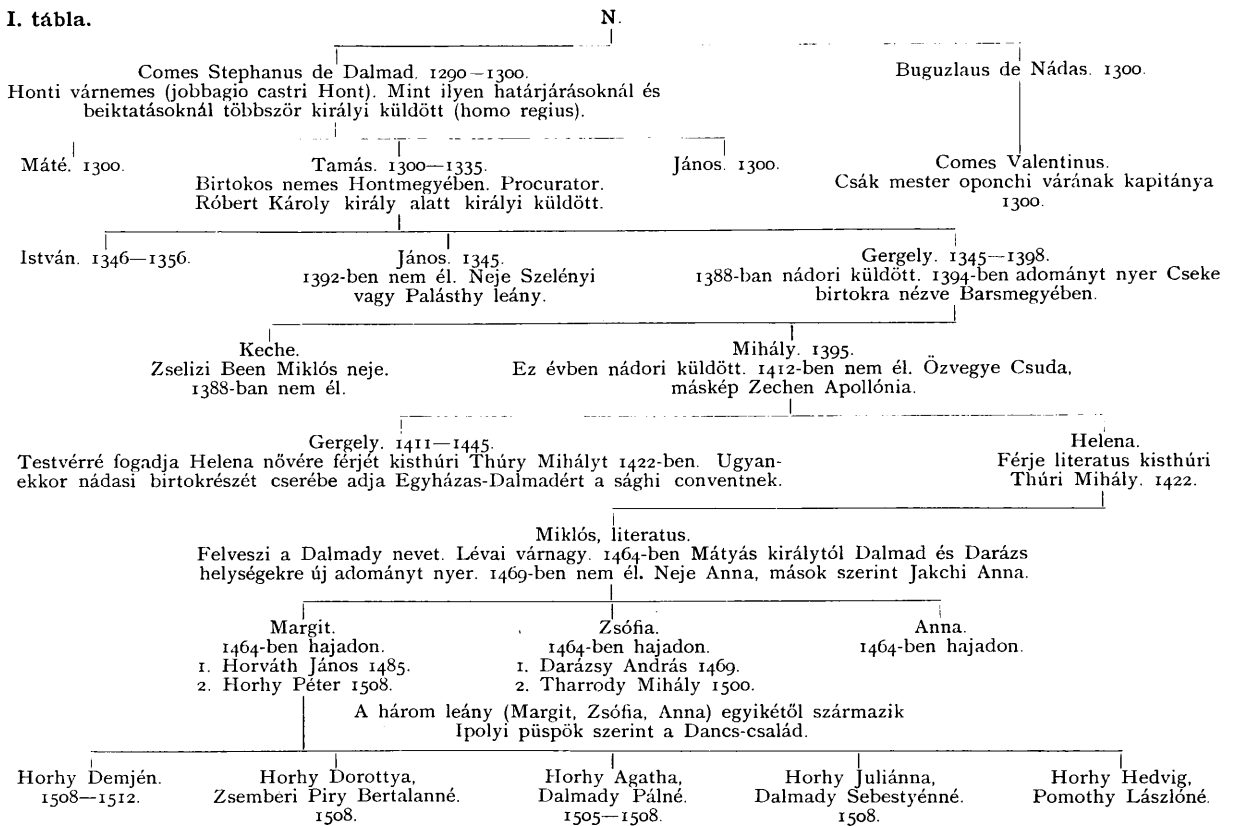 I. tábla.
N.
Comes Stephanus de Dalmad. 1290—1300.
Honti várnemes (jobbagio castri Hont). Mint ilyen határjárásoknál és
beiktatásoknál többször királyi küldött (homo regius).
Buguzlaus de Nádas. 1300.
Máté. 1300.
Tamás. 1300—1335.
Birtokos nemes Hontmegyében. Procurator.
Róbert Károly király alatt királyi küldött.
János. 1300.
Comes Valentinus.
Csák mester oponchi várának kapitánya
1300.
István. 1346—1356.
János. 1345.
1392-ben nem él. Neje Szelényi
vagy Palásthy leány.
Gergely. 1345—1398.
1388-ban nádori küldött. 1394-ben adományt nyer Cseke
birtokra nézve Barsmegyében.
Keche.
Zselizi Been Miklós neje.
1388-ban nem él.
Mihály. 1395.
Ez évben nádori küldött. 1412-ben nem él. Özvegye Csuda,
máskép Zechen Apollónia.
Gergely. 1411—1445.
Testvérré fogadja Helena nővére férjét kisthúri Thúry Mihályt 1422-ben. Ugyan-
ekkor nádasi birtokrészét cserébe adja Egyházas-Dalmadért a sághi conventnek.
Helena.
Férje literatus kisthúri
Thúri Mihály. 1422.
Miklós, literatus.
Felveszi a Dalmady nevet. Lévai várnagy. 1464-ben Mátyás királytól Dalmad és Darázs
helységekre új adományt nyer. 1469-ben nem él. Neje Anna, mások szerint Jakchi Anna.
Margit.
1464-ben hajadon.
1. Horváth János 1485.
2. Horhy Péter 1508.
Zsófia.
1464-ben hajadon.
1. Darázsy András 1469.
2. Tharrody Mihály 1500.
Anna.
1464-ben hajadon.
A három leány (Margit, Zsófia, Anna) egyikétől származik
Ipolyi püspök szerint a Dancs-család.
Horhy Demjén.
1508—1512.
Horhy Dorottya,
Zsembéri Piry Bertalanné.
1508.
Horhy Agatha,
Dalmady Pálné.
1505—1508.
Horhy Juliánna,
Dalmady Sebestyénné.
1508.
Horhy Hedvig,
Pomothy Lászlóné.